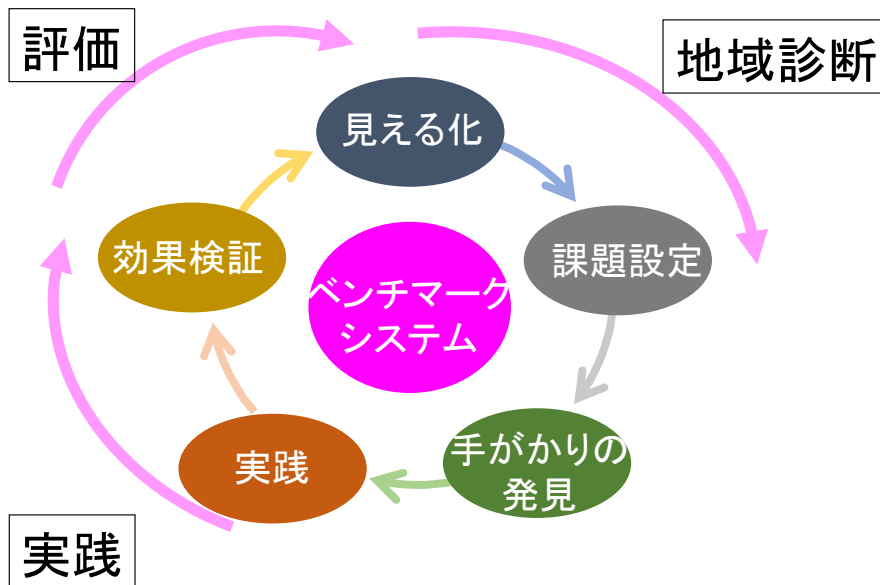 評価
地域診断
見える化
効果検証
課題設定
ベンチマーク
システム
手がかりの
発見
実践
実践